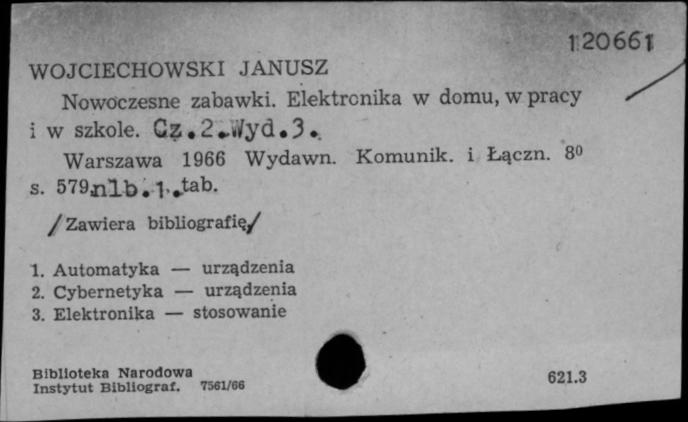 120661
WOJCIECHOWSKI JANUSZ
Nowoczesne zabawki. Elektronika w domu, w pracy
i w szkole. Cz.2.Wyd.3.
Warszawa 1966 Wydawn. Komunik. i Łączn. 8⁰
s. 579 nlb.1.,tab.
/Zawiera bibliografię/
1. Automatyka — urządzenia
2. Cybernetyka — urządzenia
3. Elektronika — stosowanie
Biblioteka Narodowa
Instytut Bibliograf. 7561/66
621.3